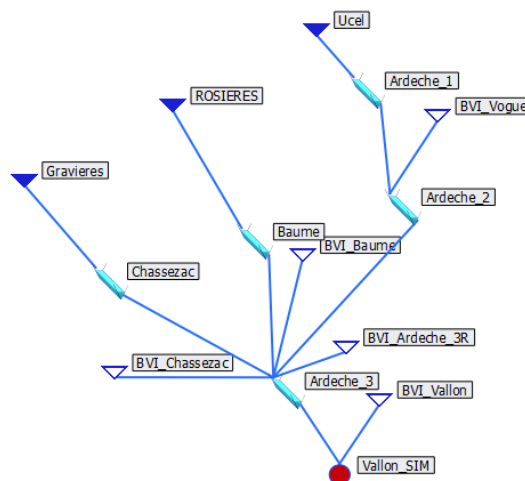 Ucel
Ardeche_1
ROSIERES
BVI_Vogue
Gravieres
Ardeche_2
Baume
BVI_Baume
Chassezac
BVI_Ardeche_3R
BVI_Chassezac
Ardeche_3
BVI_Vallon
Vallon_SIM